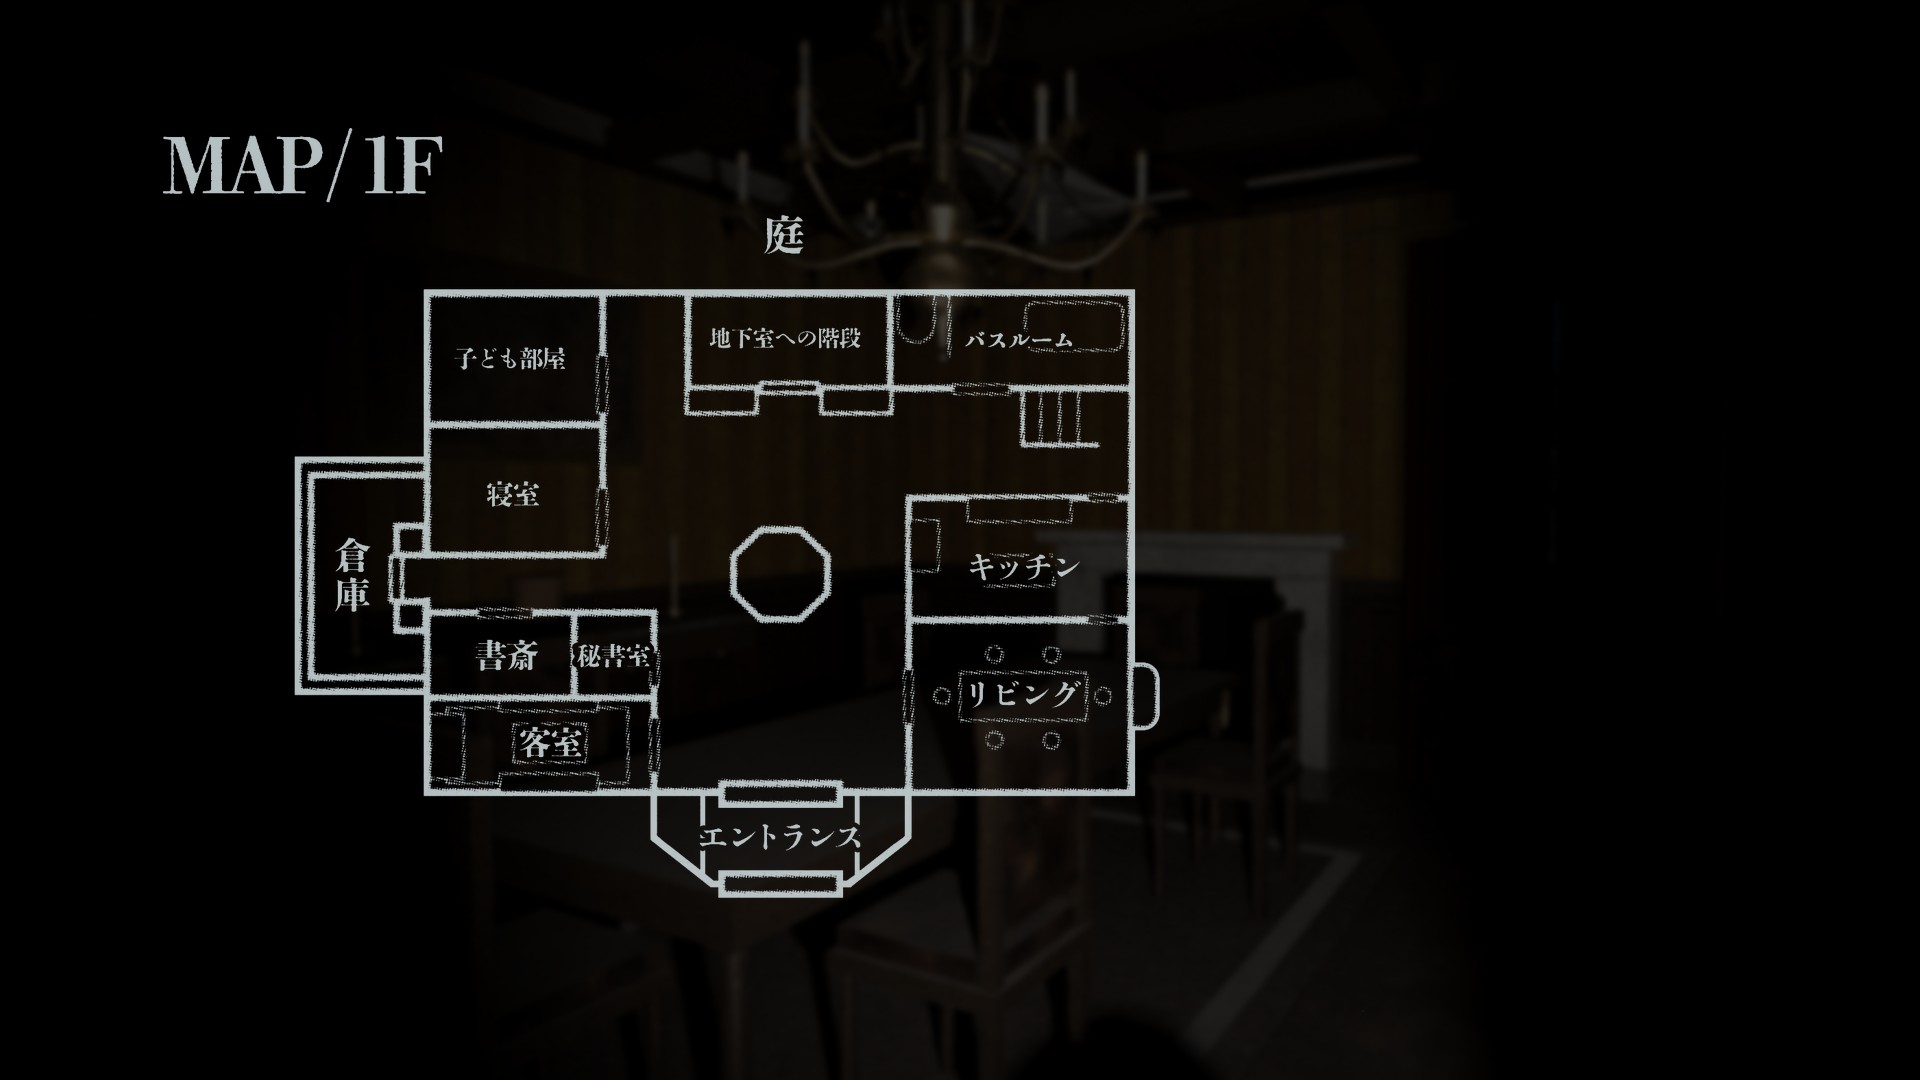 MAP/1F
庭
子ども部屋
地下室への階段
バスルーム
寝室
倉庫
キッチン
書斎
秘書室
リビング
客室
エントランス